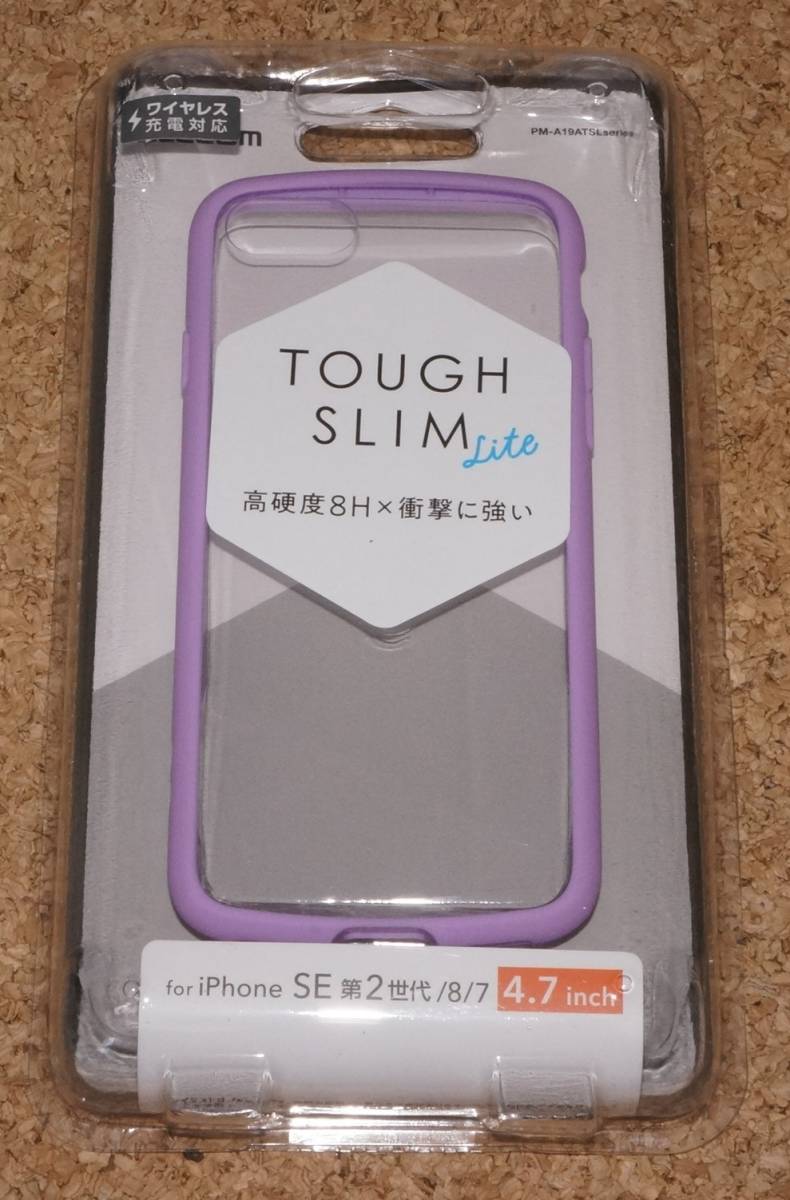 ワイヤレス
充電対応
PM-A19ATSLseries
TOUGH
SLIM
Lite
高硬度8H×衝撃に強い
for iPhone SE 第2世代/8/7 4.7 inch